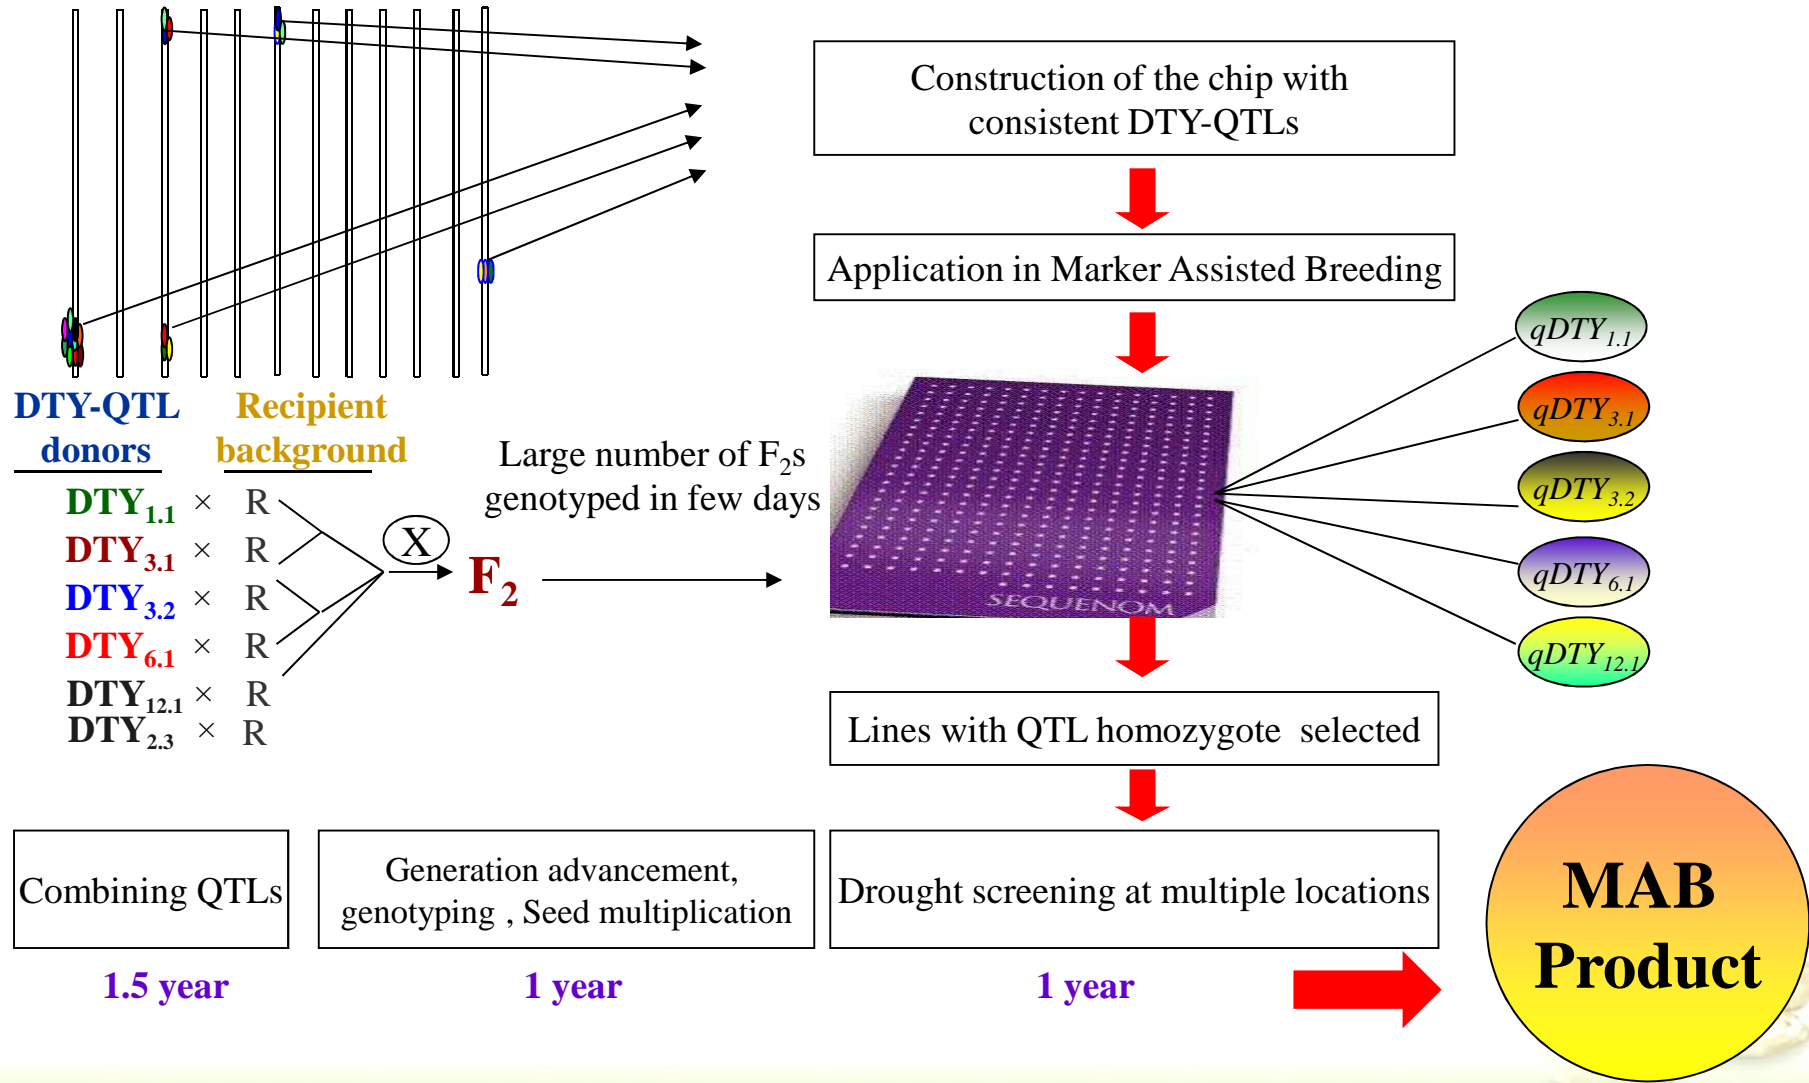 Construction of the chip with
consistent DTY-QTLs
Application in Marker Assisted Breeding
qDTY1.1
qDTY3.1
qDTY3.2
qDTY6.1
qDTY12.1
DTY-QTL
donors
Recipient
background
DTY1.1 × R
DTY3.1 × R
DTY3.2 × R
DTY6.1 × R
DTY12.1 × R
DTY2.3 × R
X
F2
Large number of F2s
genotyped in few days
SEQUENOM
Lines with QTL homozygote selected
Combining QTLs
Generation advancement,
genotyping , Seed multiplication
Drought screening at multiple locations
1.5 year
1 year
1 year
MAB
Product